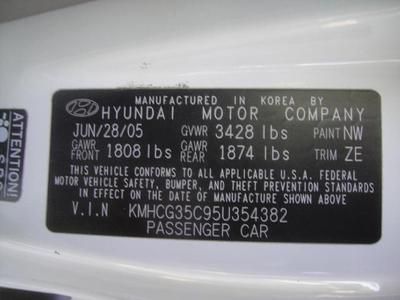 MANUFACTURED IN KOREA BY
HYUNDAI MOTOR COMPANY
JUN/28/05 GVWR 3428 lbs PAINT NW
GAWR FRONT 1808 lbs GAWR REAR 1874 lbs TRIM ZE
THIS VEHICLE CONFORMS TO ALL APPLICABLE U.S.A. FEDERAL
MOTOR VEHICLE SAFETY, BUMPER, AND THEFT PREVENTION STANDARDS
IN EFFECT ON THE DATE OF MANUFACTURE SHOWN ABOVE.
V.I.N KMHCG35C95U354382
PASSENGER CAR
ATTENTION!